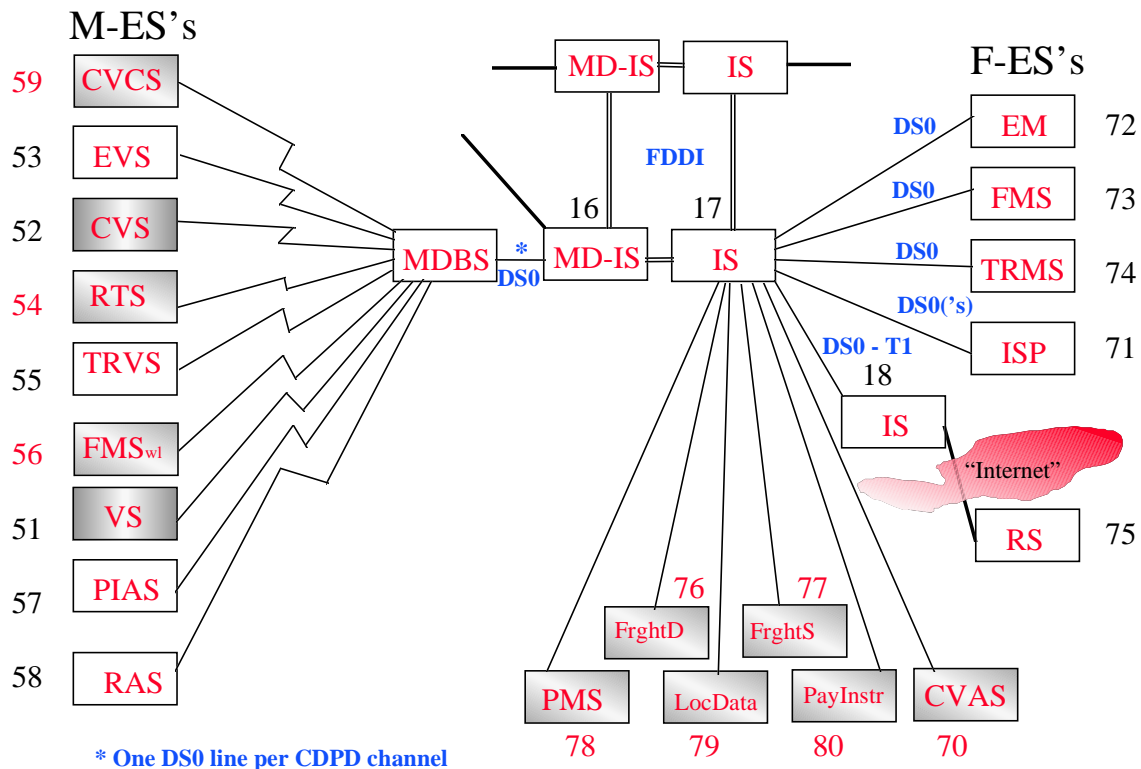 M-ES's
F-ES's
59 CVCS
53 EVS
52 CVS
54 RTS
55 TRVS
56 FMSwl
51 VS
57 PIAS
58 RAS
MD-IS IS
FDDI
16 17
MDBS * DS0 MD-IS IS
DS0 EM 72
DS0 FMS 73
DS0 TRMS 74
DS0('s) ISP 71
DS0 - T1
18
IS
“Internet”
RS 75
76 77
FrghtD FrghtS
PMS LocData PayInstr CVAS
78 79 80 70
* One DS0 line per CDPD channel